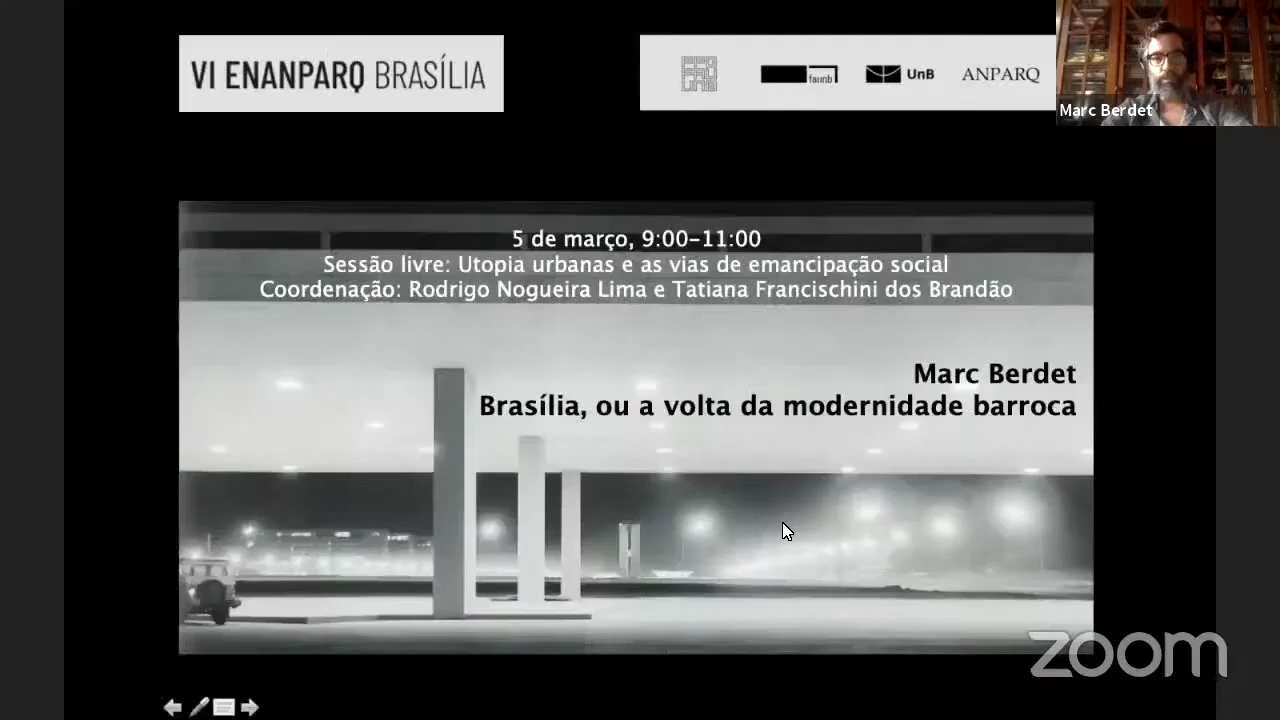 VI ENANPARQ BRASÍLIA
faunb
UnB
ANPARQ
Marc Berdet
5 de março, 9:00-11:00
Sessão livre: Utopia urbanas e as vias de emancipação social
Coordenação: Rodrigo Nogueira Lima e Tatiana Francischini dos Brandão
Marc Berdet
Brasília, ou a volta da modernidade barroca
zoom